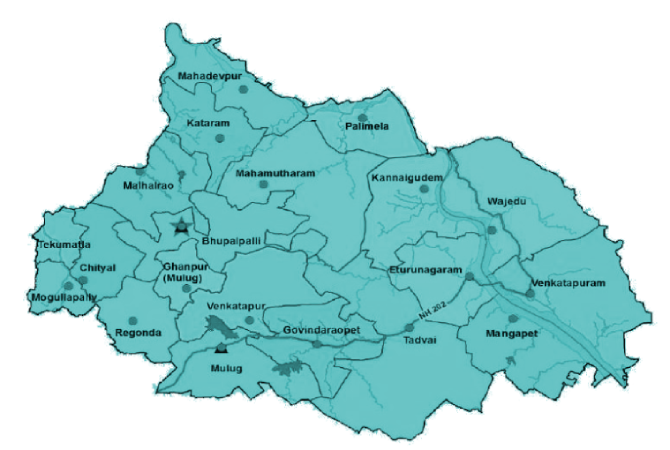 Mahadevpur
Kataram
Palimela
Malhalrao
Mahamutharam
Kannaigudem
Wajedu
Tekumatla
Bhupalpalli
Chityal
Ghanpur
(Mulug)
Eturunagaram
Venkatapuram
Mogullapally
Venkatapur
NH 202
Regonda
Govindaraopet
Tadvai
Mangapet
Mulug